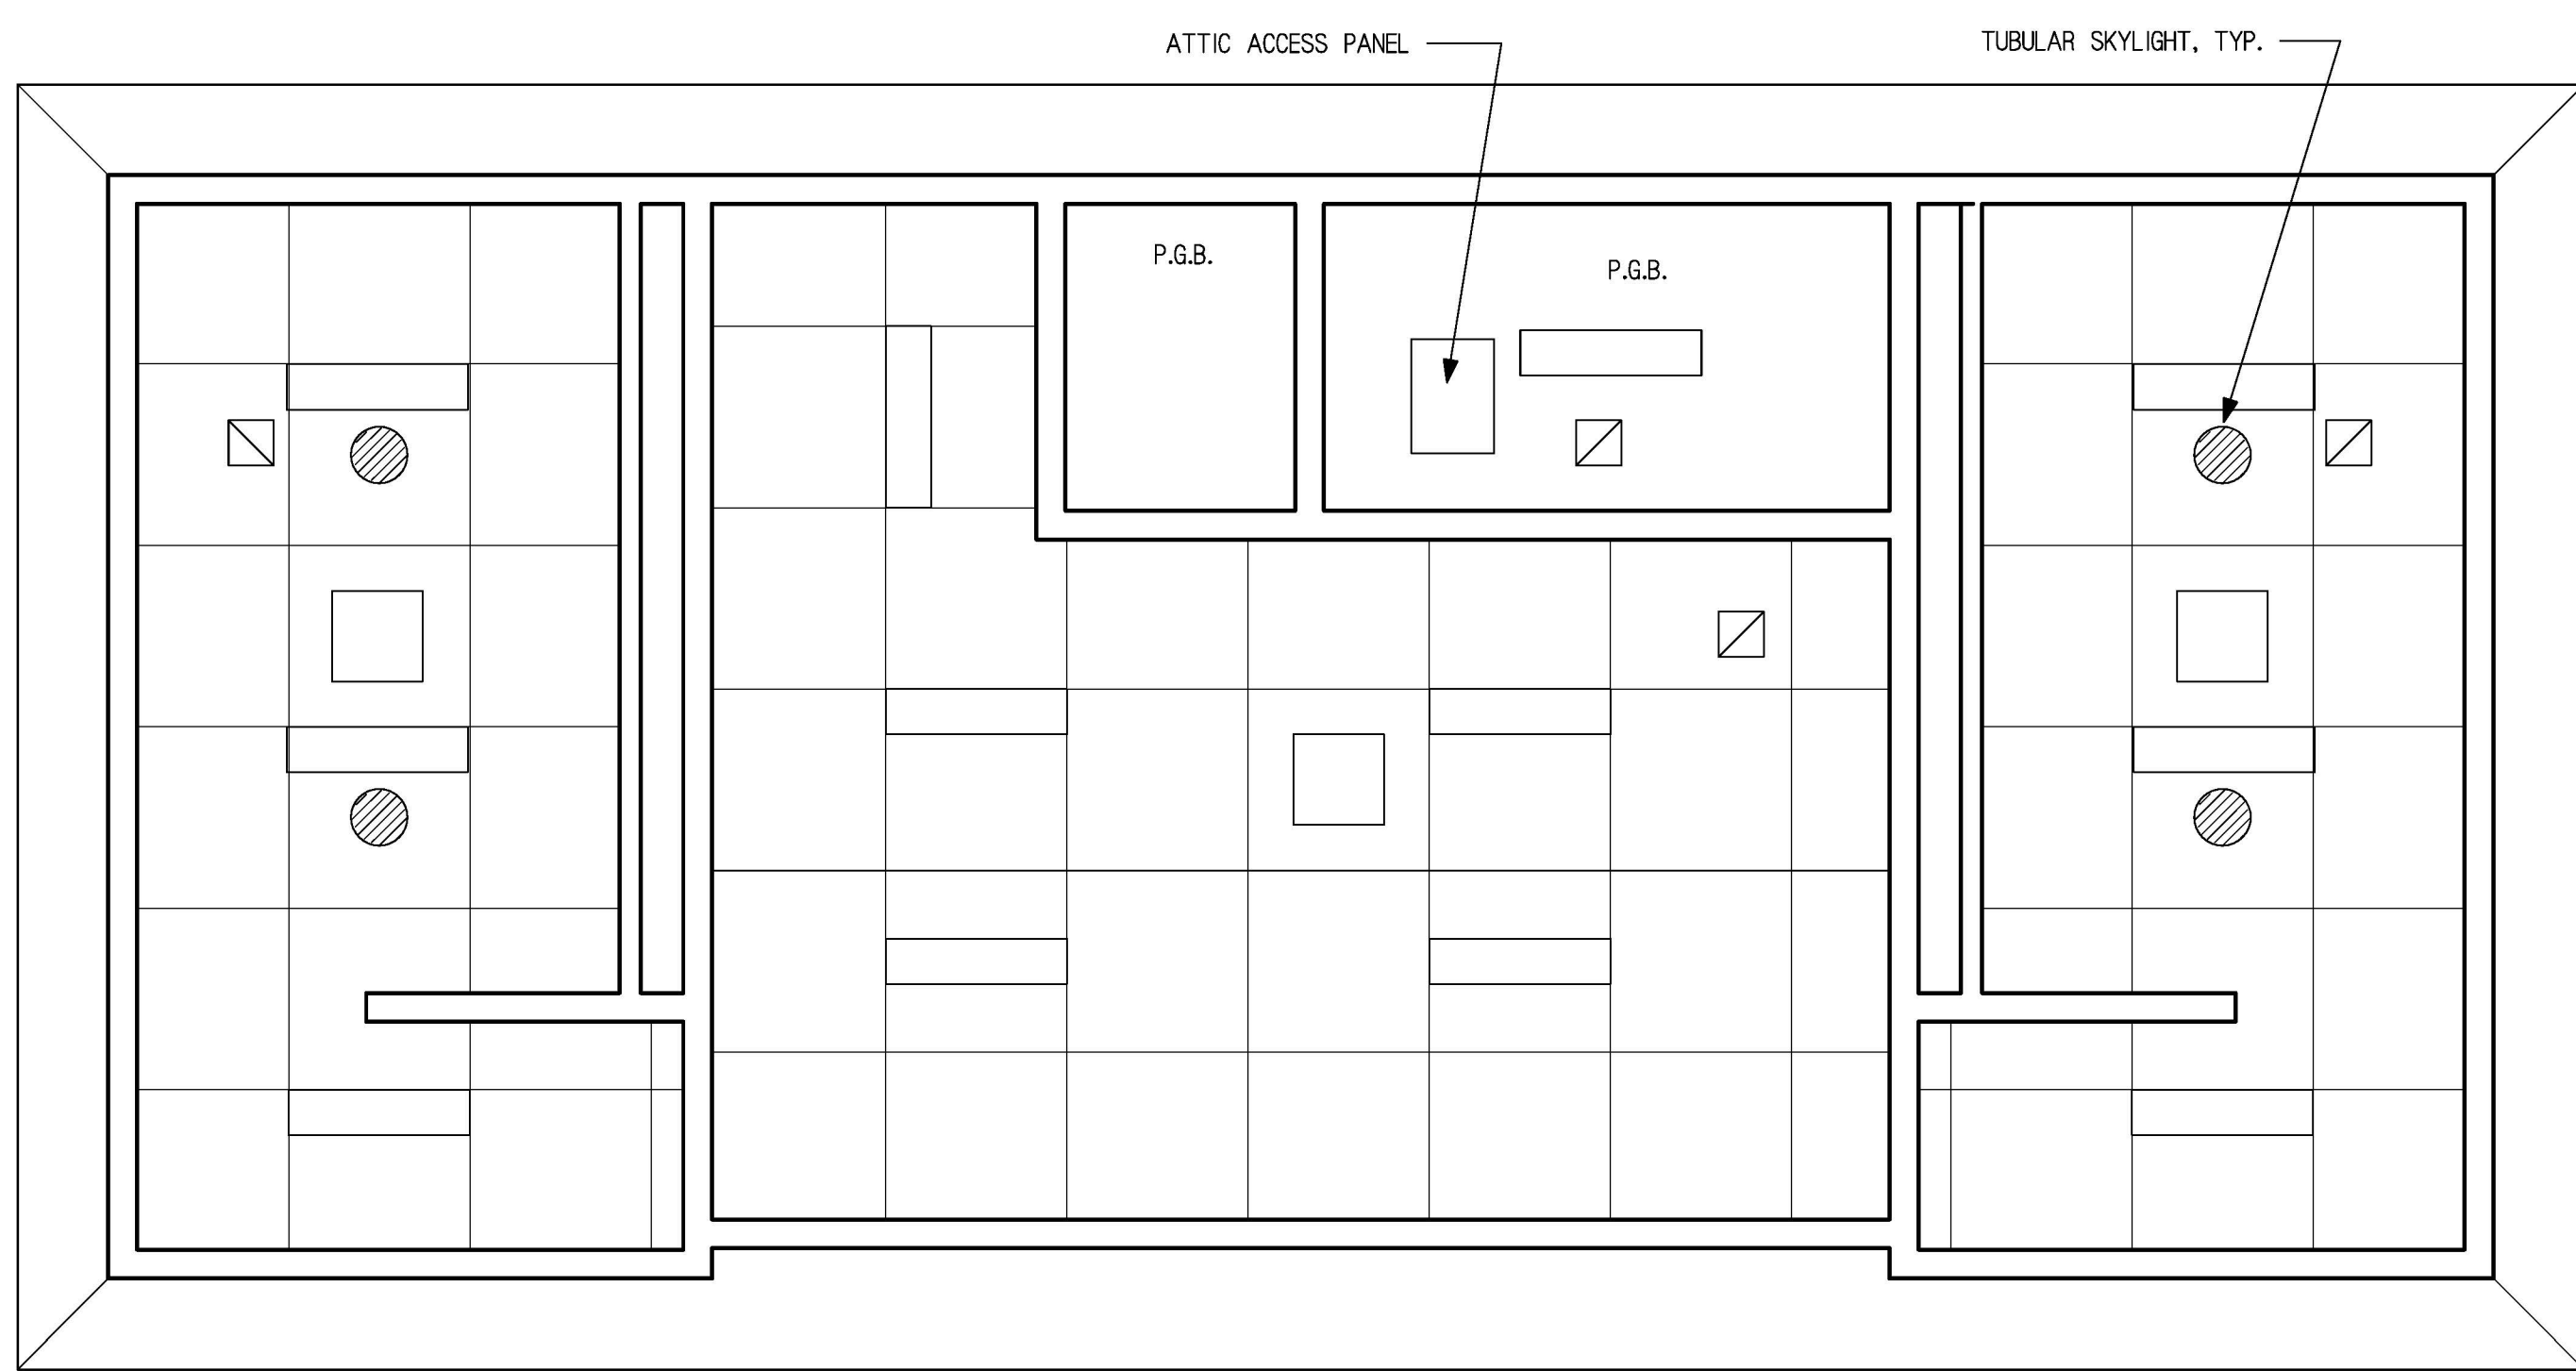 ATTIC ACCESS PANEL
TUBULAR SKYLIGHT, TYP.
P.G.B.
P.G.B.